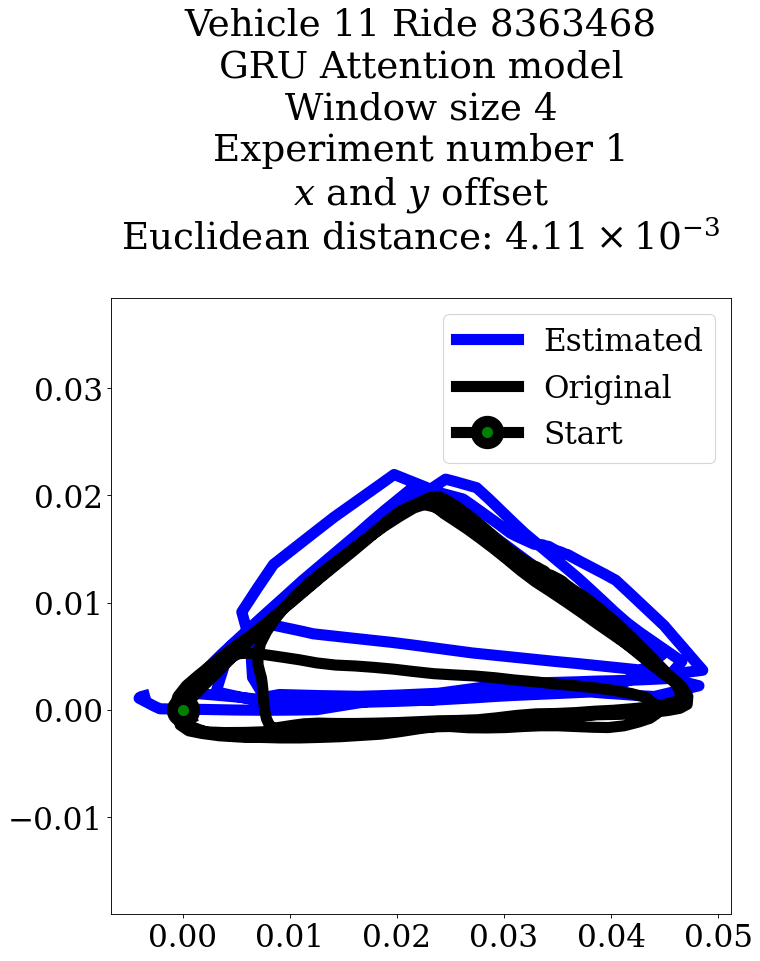 Vehicle 11 Ride 8363468
GRU Attention model
Window size 4
Experiment number 1
x and y offset
Euclidean distance: 4.11 × 10⁻³
Estimated
Original
Start
0.03
0.02
0.01
0.00
−0.01
0.00 0.01 0.02 0.03 0.04 0.05